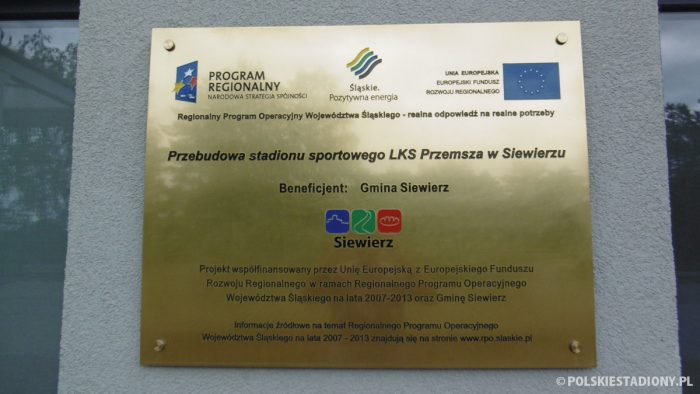 PROGRAM
REGIONALNY
NARODOWA STRATEGIA SPÓJNOŚCI
Śląskie.
Pozytywna energia
UNIA EUROPEJSKA
EUROPEJSKI FUNDUSZ
ROZWOJU REGIONALNEGO
Regionalny Program Operacyjny Województwa Śląskiego - realna odpowiedź na realne potrzeby
Przebudowa stadionu sportowego LKS Przemsza w Siewierzu
Beneficjent: Gmina Siewierz
Siewierz
Projekt współfinansowany przez Unię Europejską z Europejskiego Funduszu
Rozwoju Regionalnego w ramach Regionalnego Programu Operacyjnego
Województwa Śląskiego na lata 2007-2013 oraz Gminę Siewierz
Informacje źródłowe na temat Regionalnego Programu Operacyjnego
Województwa Śląskiego na lata 2007 - 2013 znajdują się na stronie www.rpo.slaskie.pl
© POLSKIESTADIONY.PL